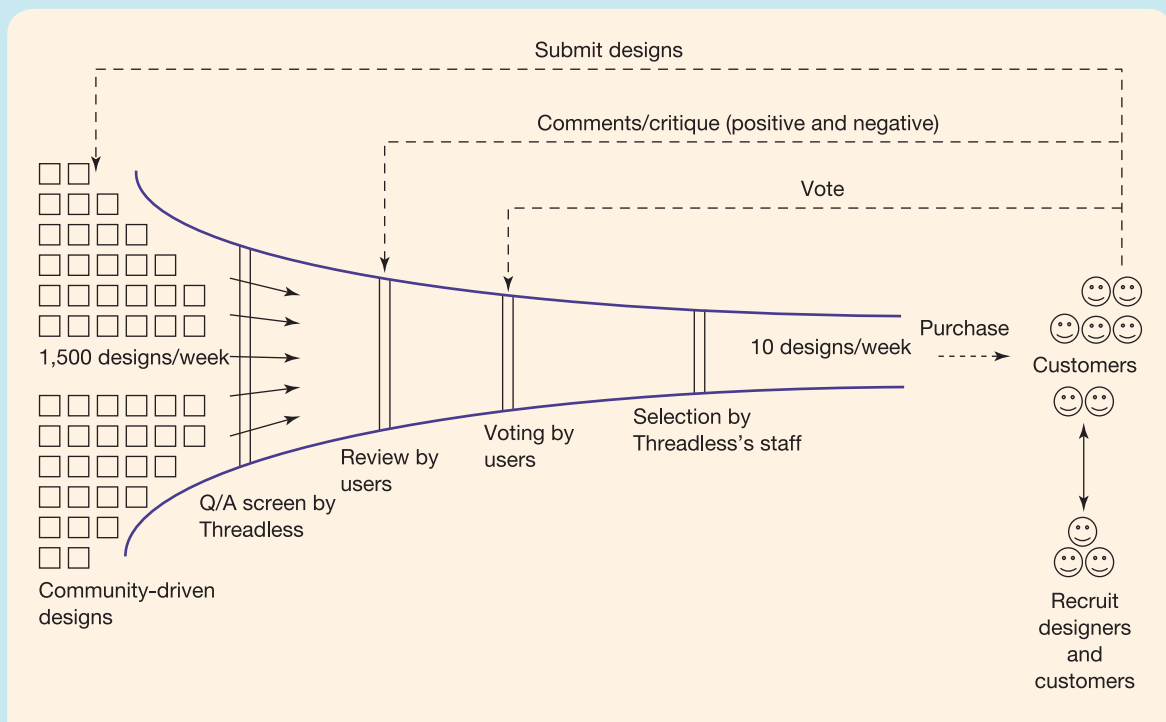 Submit designs
Comments/critique (positive and negative)
Vote
1,500 designs/week
10 designs/week
Purchase
Customers
Selection by
Threadless's staff
Voting by
users
Review by
users
Q/A screen by
Threadless
Community-driven
designs
Recruit
designers
and
customers